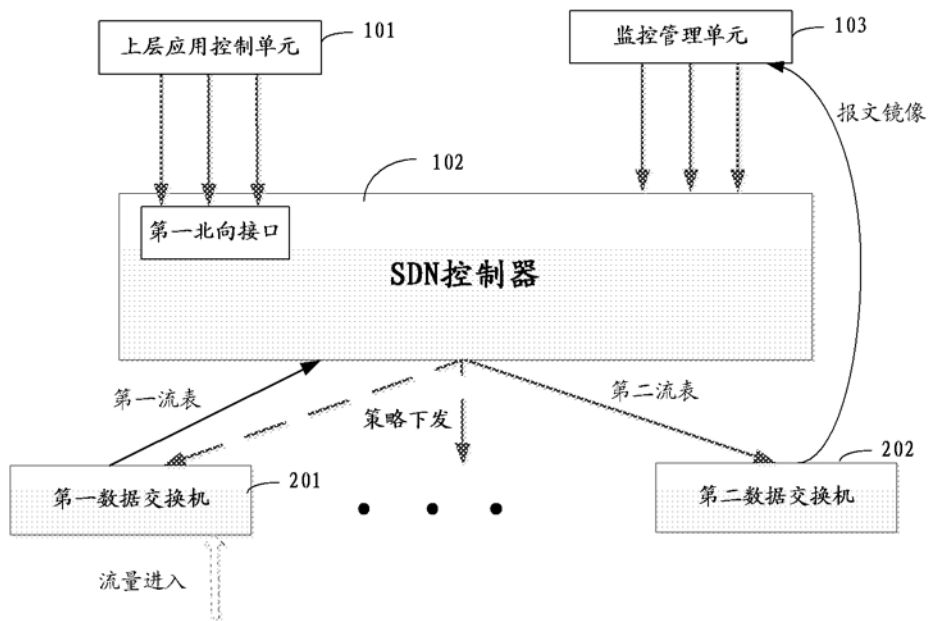 上层应用控制单元
101
监控管理单元
103
报文镜像
102
第一北向接口
SDN控制器
第一流表
策略下发
第二流表
第一数据交换机
201
第二数据交换机
202
流量进入